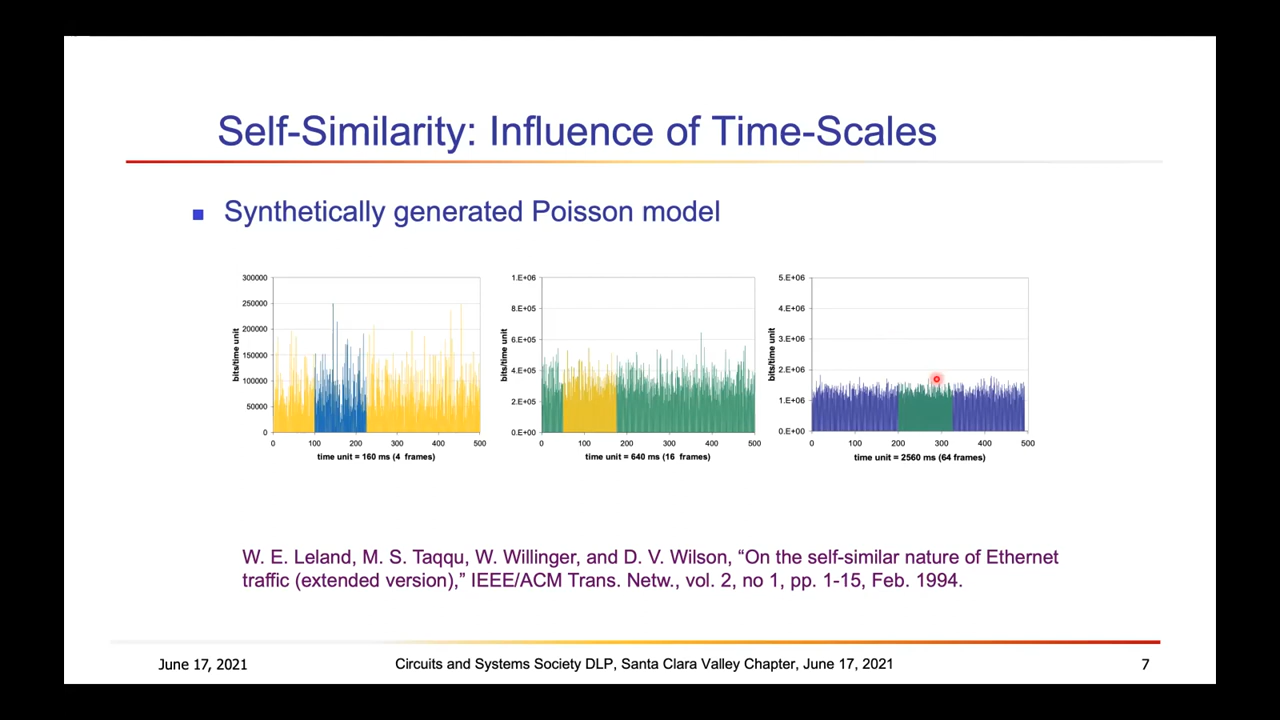 Self-Similarity: Influence of Time-Scales
Synthetically generated Poisson model
300000
250000
200000
150000
100000
50000
0
bits/time unit
0 100 200 300 400 500
time unit = 160 ms (4 frames)
1.E+06
8.E+05
6.E+05
4.E+05
2.E+05
0.E+00
bits/time unit
0 100 200 300 400 500
time unit = 640 ms (16 frames)
5.E+06
4.E+06
3.E+06
2.E+06
1.E+06
0.E+00
bits/time unit
0 100 200 300 400 500
time unit = 2560 ms (64 frames)
W. E. Leland, M. S. Taqqu, W. Willinger, and D. V. Wilson, “On the self-similar nature of Ethernet
traffic (extended version),” IEEE/ACM Trans. Netw., vol. 2, no 1, pp. 1-15, Feb. 1994.
June 17, 2021
Circuits and Systems Society DLP, Santa Clara Valley Chapter, June 17, 2021
7